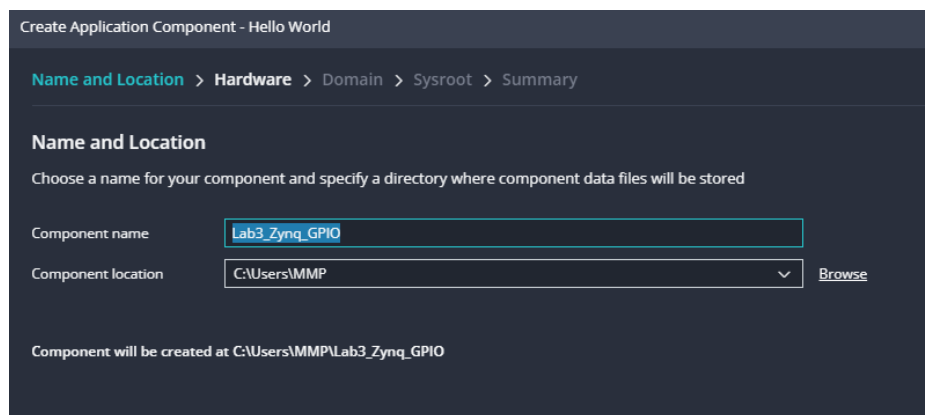 Create Application Component - Hello World
Name and Location > Hardware > Domain > Sysroot > Summary
Name and Location
Choose a name for your component and specify a directory where component data files will be stored
Component name Lab3_Zynq_GPIO
Component location C:\Users\MMP Browse
Component will be created at C:\Users\MMP\Lab3_Zynq_GPIO